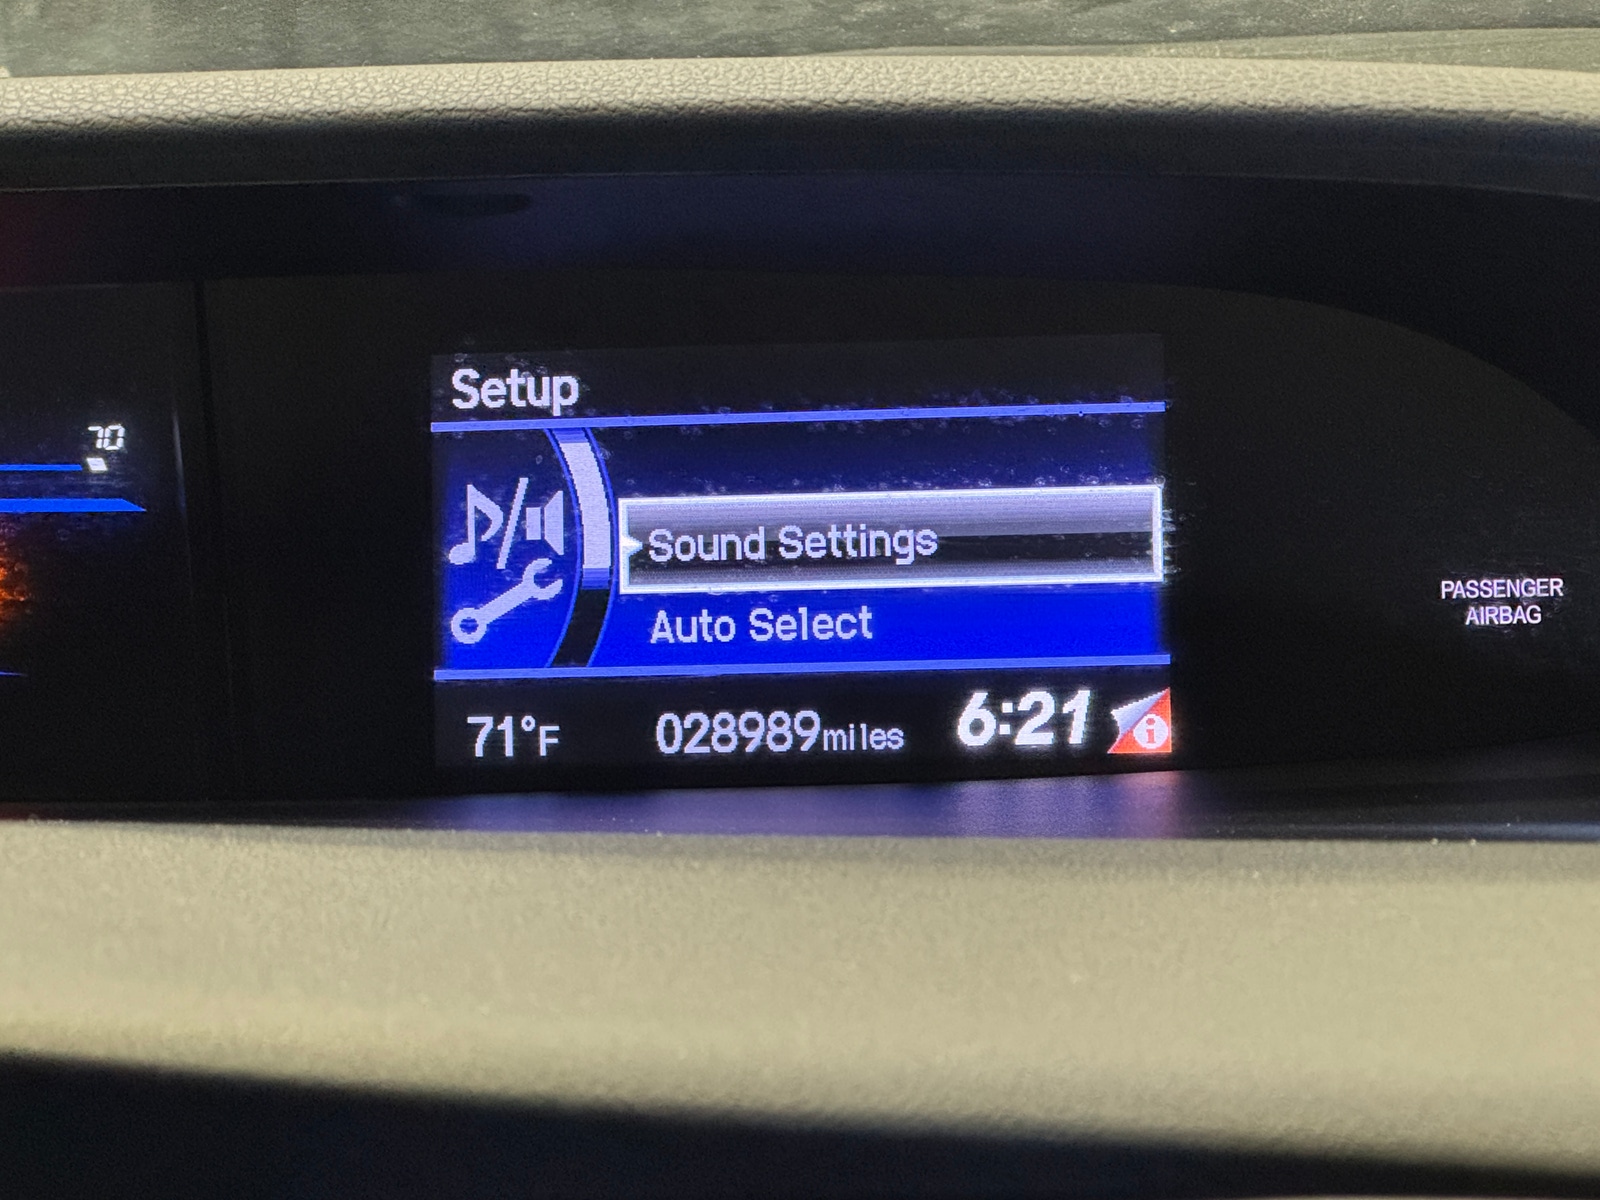 Setup
70
Sound Settings
Auto Select
PASSENGER
AIRBAG
71°F 028989miles 6:21 i